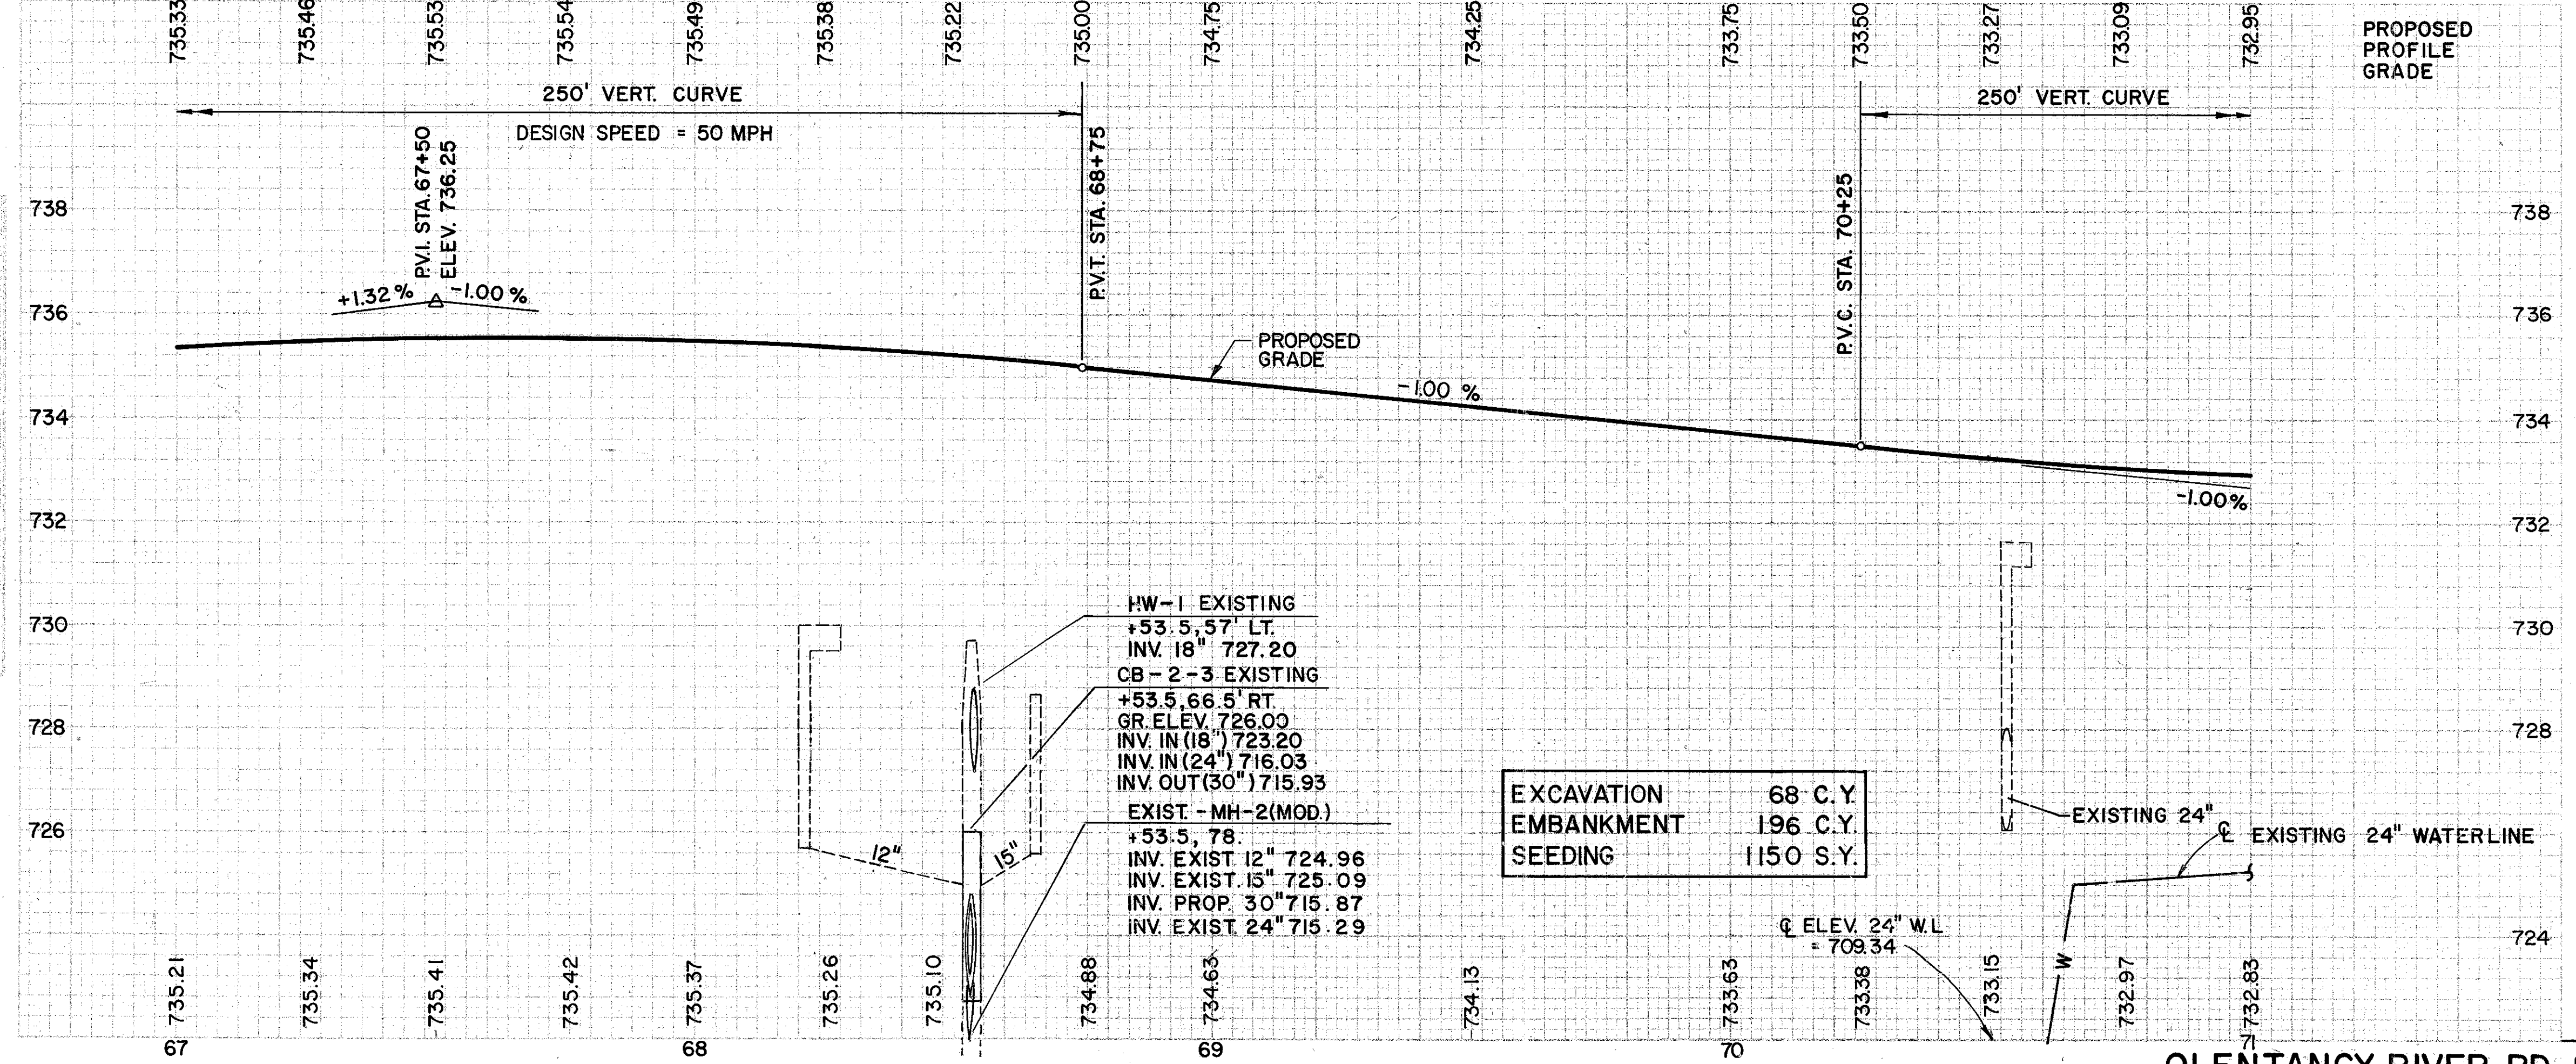 735.33 735.46 735.53 735.54 735.49 735.38 735.22 735.00 734.75 734.25 733.75 733.50 733.27 733.09 732.95
PROPOSED
PROFILE
GRADE
250' VERT. CURVE
DESIGN SPEED = 50 MPH
250' VERT. CURVE
P.V.I. STA. 67+50
ELEV. 736.25
P.V.T. STA. 68+75
P.V.C. STA. 70+25
738
738
+1.32% -1.00%
736
736
PROPOSED
GRADE
-1.00 %
734
734
-1.00%
732
732
730
730
HW-1 EXISTING
+53.5,57' LT.
INV. 18" 727.20
CB-2-3 EXISTING
+53.5,66.5' RT.
GR. ELEV. 726.00
INV. IN (18") 723.20
INV. IN (24") 716.03
INV. OUT (30") 715.93
EXIST.-MH-2(MOD.)
+53.5, 78.
INV. EXIST. 12" 724.96
INV. EXIST. 15" 725.09
INV. PROP. 30" 715.87
INV. EXIST. 24" 715.29
728
728
12"
15"
EXCAVATION 68 C.Y.
EMBANKMENT 196 C.Y.
SEEDING 1150 S.Y.
EXISTING 24"
℄ EXISTING 24" WATERLINE
726
℄ ELEV. 24" W.L.
= 709.34
W
724
735.21 735.34 735.41 735.42 735.37 735.26 735.10 734.88 734.63 734.13 733.63 733.38 733.15 732.97 732.83
67 68 69 70 71
OLENTANGY RIVER RD.